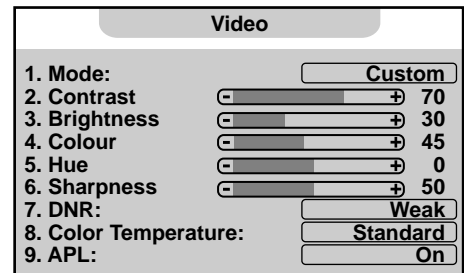 Video
1. Mode: Custom
2. Contrast - + 70
3. Brightness - + 30
4. Colour - + 45
5. Hue - + 0
6. Sharpness - + 50
7. DNR: Weak
8. Color Temperature: Standard
9. APL: On